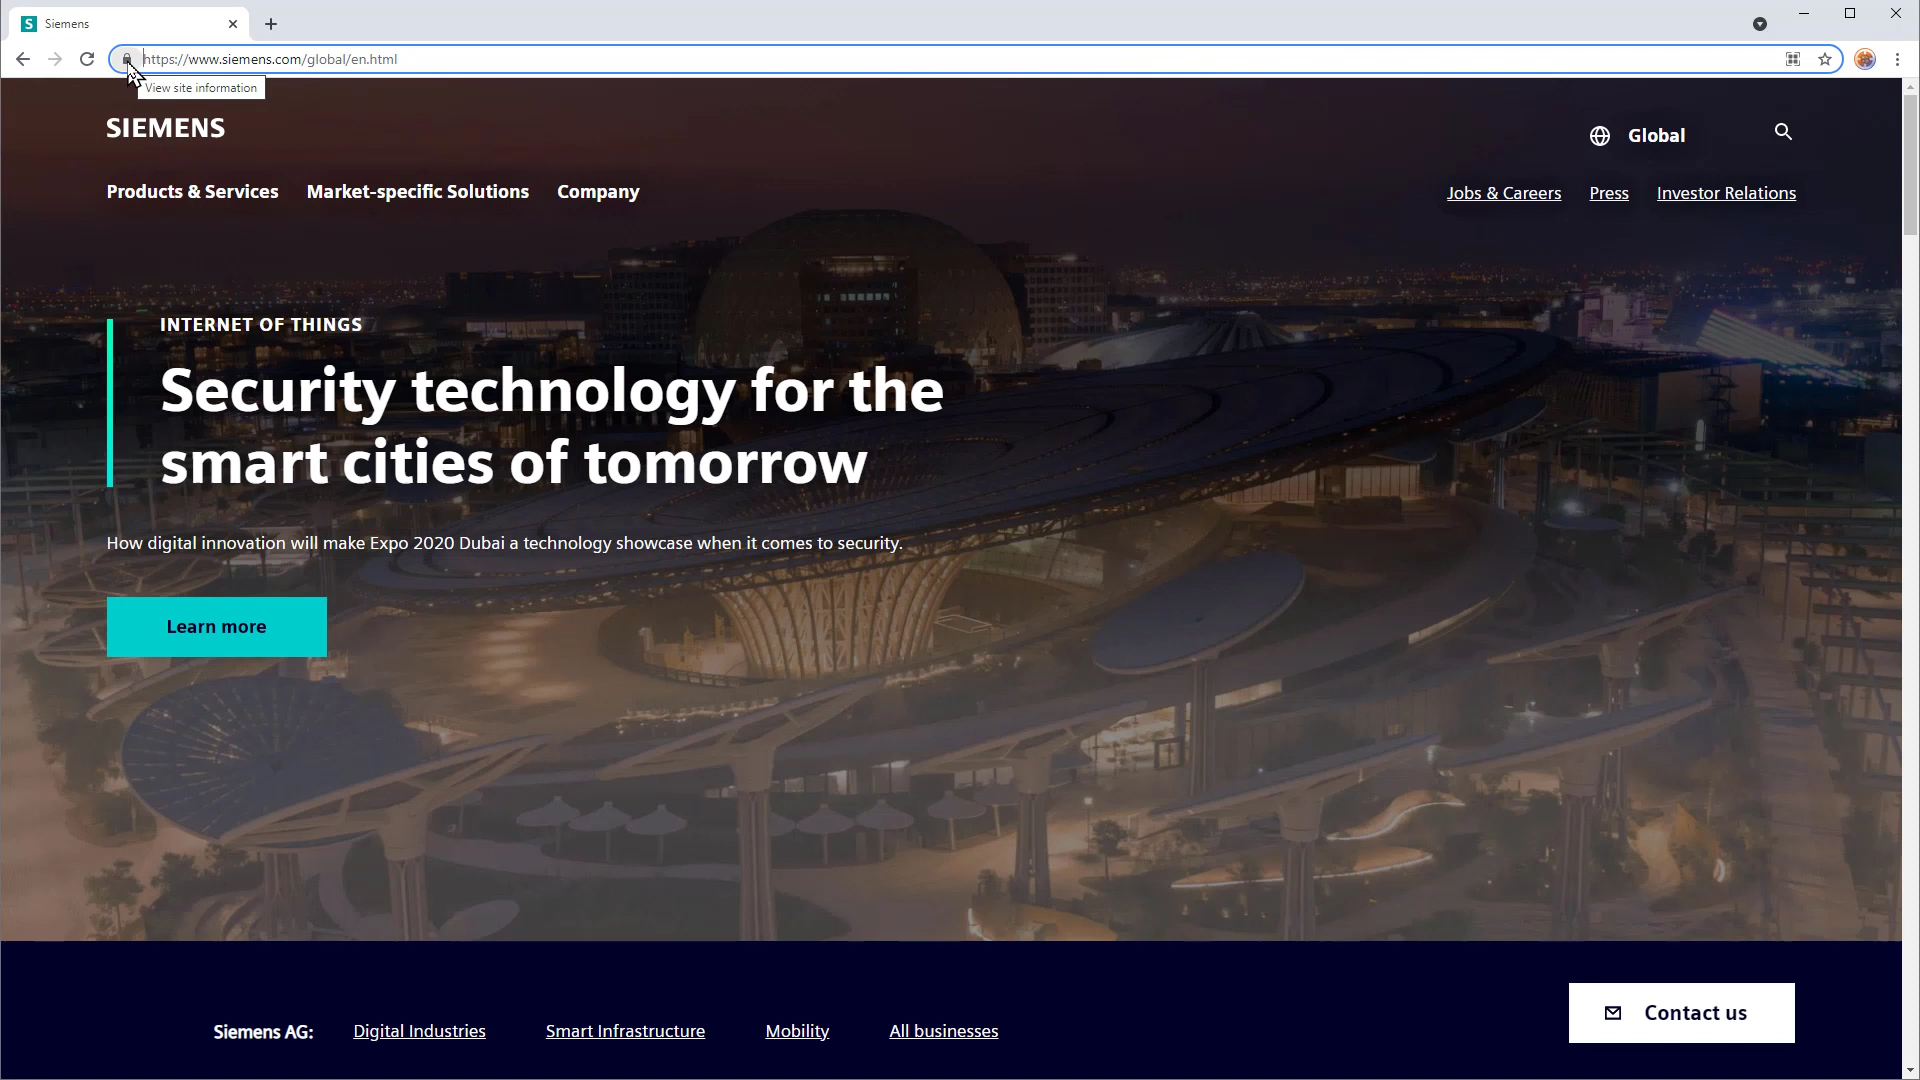 S Siemens
https://www.siemens.com/global/en.html
View site information
SIEMENS
Global
Products & Services Market-specific Solutions Company
Jobs & Careers Press Investor Relations
INTERNET OF THINGS
Security technology for the
smart cities of tomorrow
How digital innovation will make Expo 2020 Dubai a technology showcase when it comes to security.
Learn more
Contact us
Siemens AG: Digital Industries Smart Infrastructure Mobility All businesses